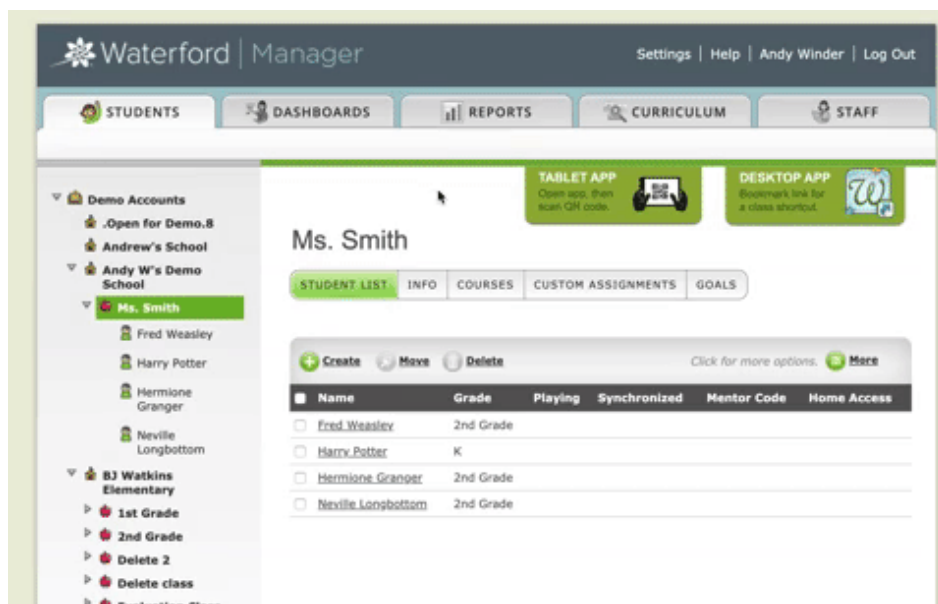 Waterford | Manager
Settings | Help | Andy Winder | Log Out
STUDENTS
DASHBOARDS
REPORTS
CURRICULUM
STAFF
TABLET APP
Open app, then
scan QR code.
DESKTOP APP
Bookmark link for
a class shortcut.
W
Demo Accounts
.Open for Demo.8
Andrew's School
Andy W's Demo
School
Ms. Smith
Fred Weasley
Harry Potter
Hermione
Granger
Neville
Longbottom
BJ Watkins
Elementary
1st Grade
2nd Grade
Delete 2
Delete class
Ms. Smith
STUDENT LIST INFO COURSES CUSTOM ASSIGNMENTS GOALS
Create Move Delete Click for more options. More
Name Grade Playing Synchronized Mentor Code Home Access
Fred Weasley 2nd Grade
Harry Potter K
Hermione Granger 2nd Grade
Neville Longbottom 2nd Grade